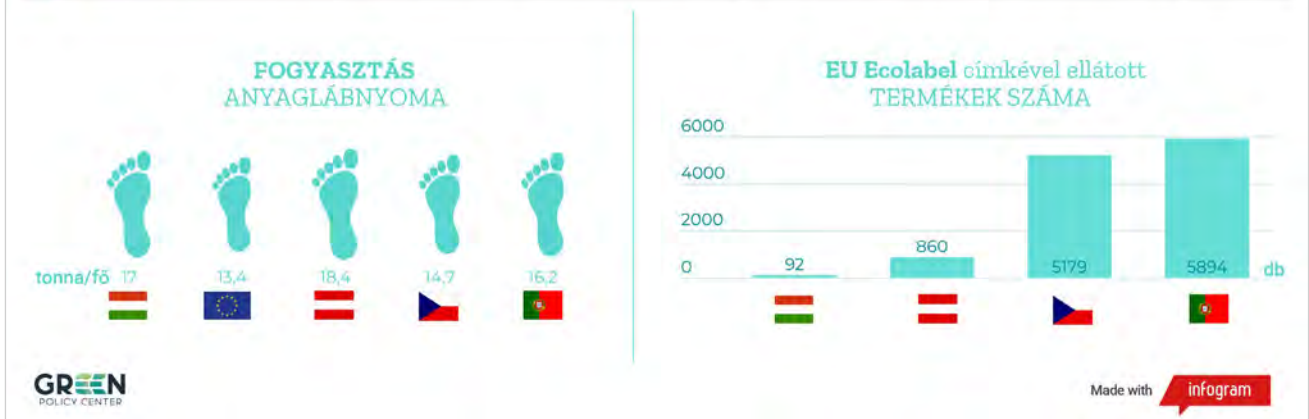 FOGYASZTÁS
ANYAGLÁBNYOMA
tonna/fő 17 13,4 18,4 14,7 16,2
EU Ecolabel címkével ellátott
TERMÉKEK SZÁMA
6000
4000
2000
0
92 860 5179 5894 db
GREEN
POLICY CENTER
Made with infogram